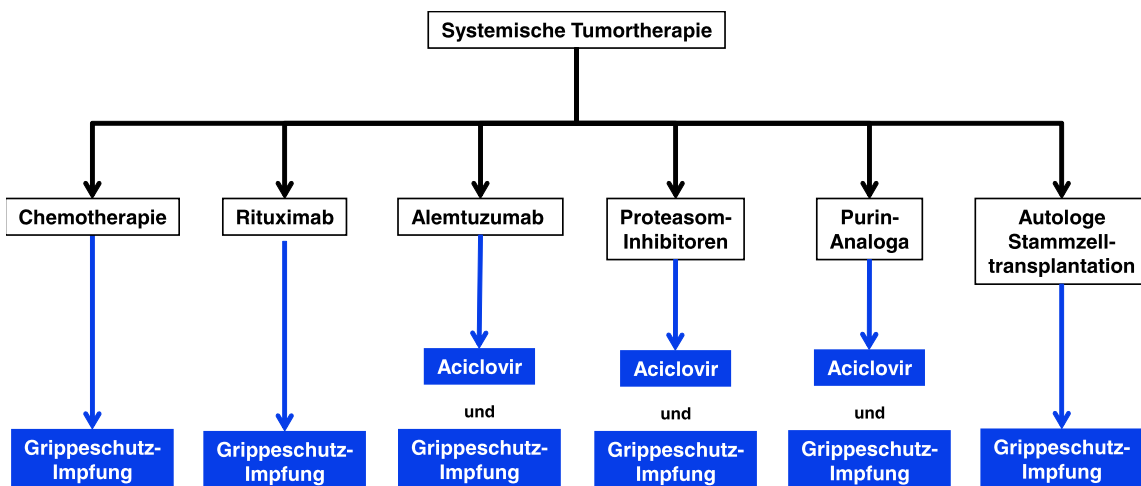 Systemische Tumortherapie
Chemotherapie
Rituximab
Alemtuzumab
Proteasom-
Inhibitoren
Purin-
Analoga
Autologe
Stammzell-
transplantation
Aciclovir
Aciclovir
Aciclovir
und
und
und
Grippeschutz-
Impfung
Grippeschutz-
Impfung
Grippeschutz-
Impfung
Grippeschutz-
Impfung
Grippeschutz-
Impfung
Grippeschutz-
Impfung